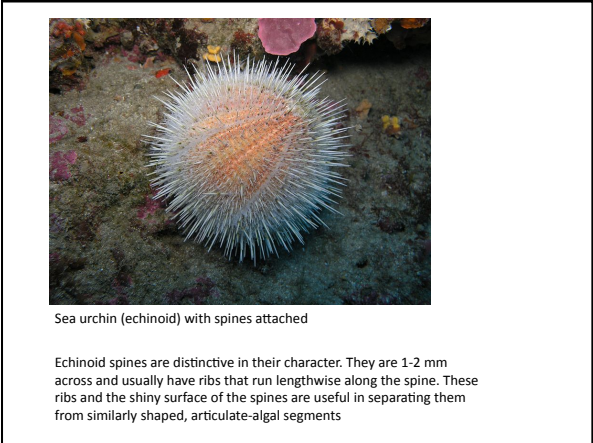 Sea urchin (echinoid) with spines attached
Echinoid spines are distinctive in their character. They are 1-2 mm
across and usually have ribs that run lengthwise along the spine. These
ribs and the shiny surface of the spines are useful in separating them
from similarly shaped, articulate-algal segments